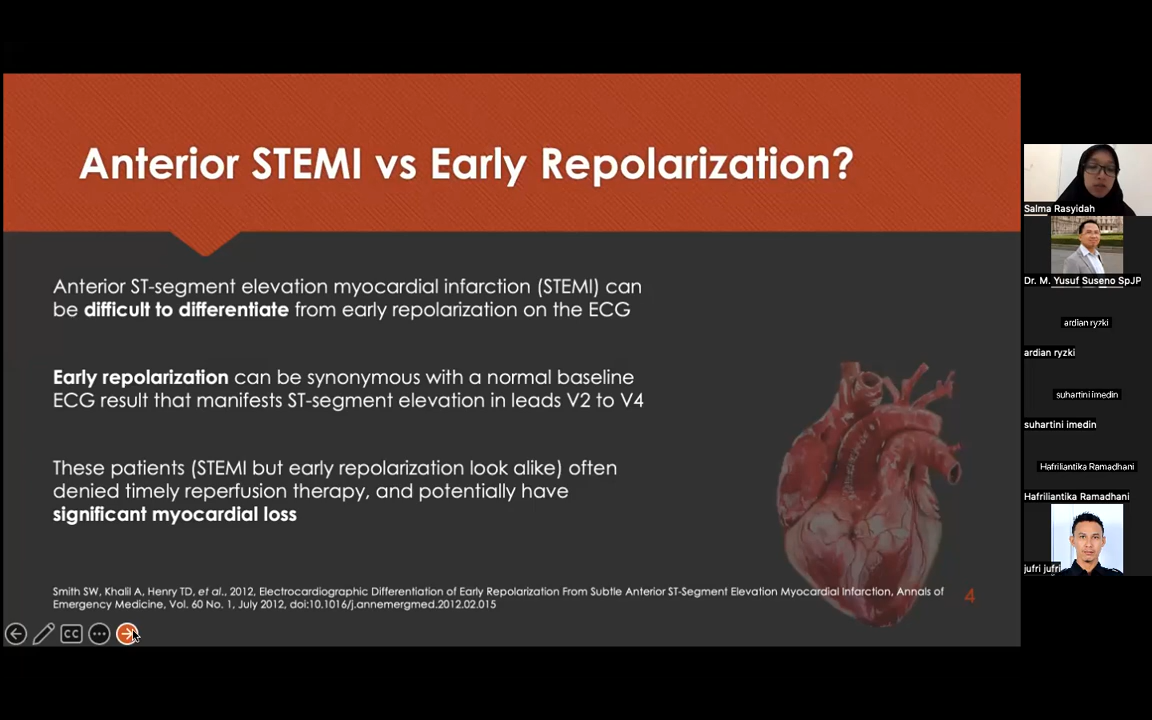 Anterior STEMI vs Early Repolarization?
Anterior ST-segment elevation myocardial infarction (STEMI) can
be difficult to differentiate from early repolarization on the ECG
Early repolarization can be synonymous with a normal baseline
ECG result that manifests ST-segment elevation in leads V2 to V4
These patients (STEMI but early repolarization look alike) often
denied timely reperfusion therapy, and potentially have
significant myocardial loss
Smith SW, Khalil A, Henry TD, et al., 2012, Electrocardiographic Differentiation of Early Repolarization From Subtle Anterior ST-Segment Elevation Myocardial Infarction, Annals of
Emergency Medicine, Vol. 60 No. 1, July 2012, doi:10.1016/j.annemergmed.2012.02.015
4
CC
Salma Rasyidah
Dr. M. Yusuf Suseno SpJP
ardian ryzki
ardian ryzki
suhartini imedin
suhartini imedin
Hafriliantika Ramadhani
Hafriliantika Ramadhani
jufri jufri